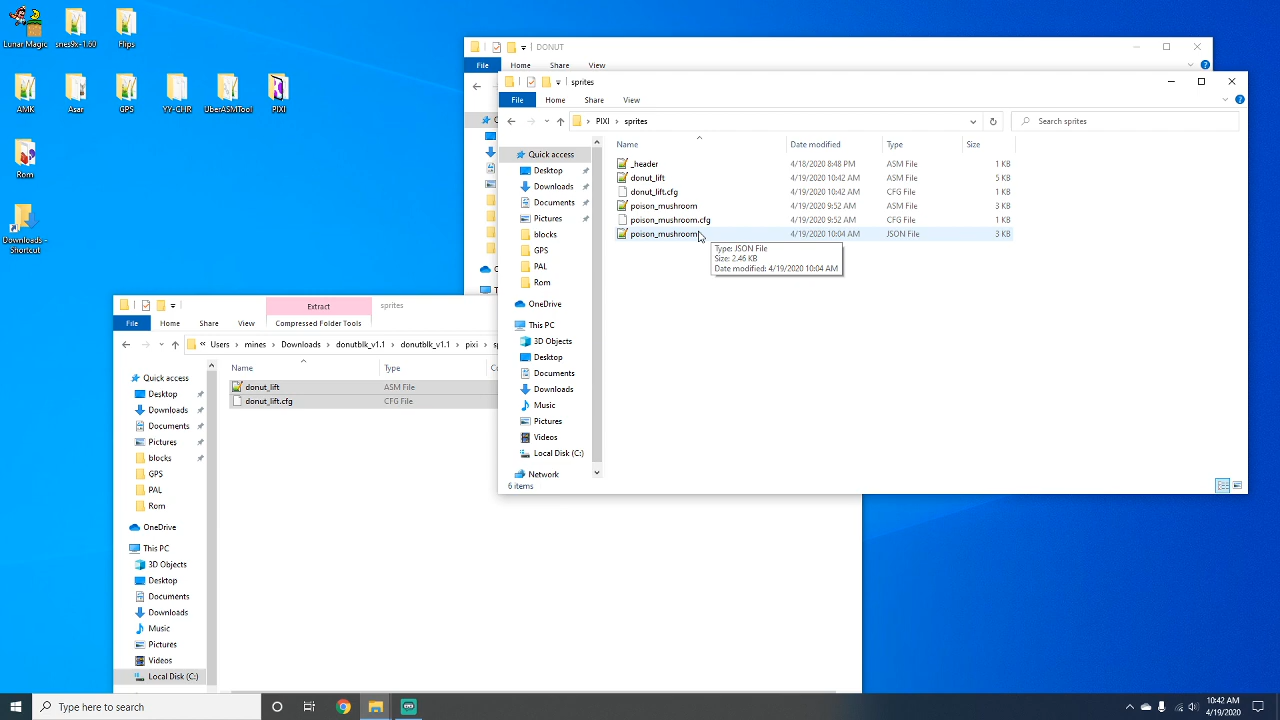 Lunar Magic
snes9x-1.60
Flips
AMK
Asar
GPS
YY-CHR
UberASMTool
PIXI
Rom
Downloads - Shortcut
DONUT
File
Home
Share
View
sprites
File
Home
Share
View
PIXI
sprites
Search sprites
Quick access
Desktop
Downloads
Documents
Pictures
blocks
GPS
PAL
Rom
OneDrive
This PC
3D Objects
Desktop
Documents
Downloads
Music
Pictures
Videos
Local Disk (C:)
Network
Name
Date modified
Type
Size
_header 4/18/2020 8:48 PM ASM File 1 KB
donut_lift 4/19/2020 10:42 AM ASM File 5 KB
donut_lift.cfg 4/19/2020 10:42 AM CFG File 1 KB
poison_mushroom 4/19/2020 9:52 AM ASM File 3 KB
poison_mushroom.cfg 4/19/2020 9:52 AM CFG File 1 KB
poison_mushroom 4/19/2020 10:04 AM JSON File 3 KB
Type: JSON File
Size: 2.46 KB
Date modified: 4/19/2020 10:04 AM
6 items
Extract
sprites
File
Home
Share
View
Compressed Folder Tools
Users
mines
Downloads
donutblk_v1.1
donutblk_v1.1
pixi
Quick access
Desktop
Downloads
Documents
Pictures
blocks
GPS
PAL
Rom
OneDrive
This PC
3D Objects
Desktop
Documents
Downloads
Music
Pictures
Videos
Local Disk (C:)
Name
Type
donut_lift ASM File
donut_lift.cfg CFG File
Type here to search
10:42 AM
4/19/2020